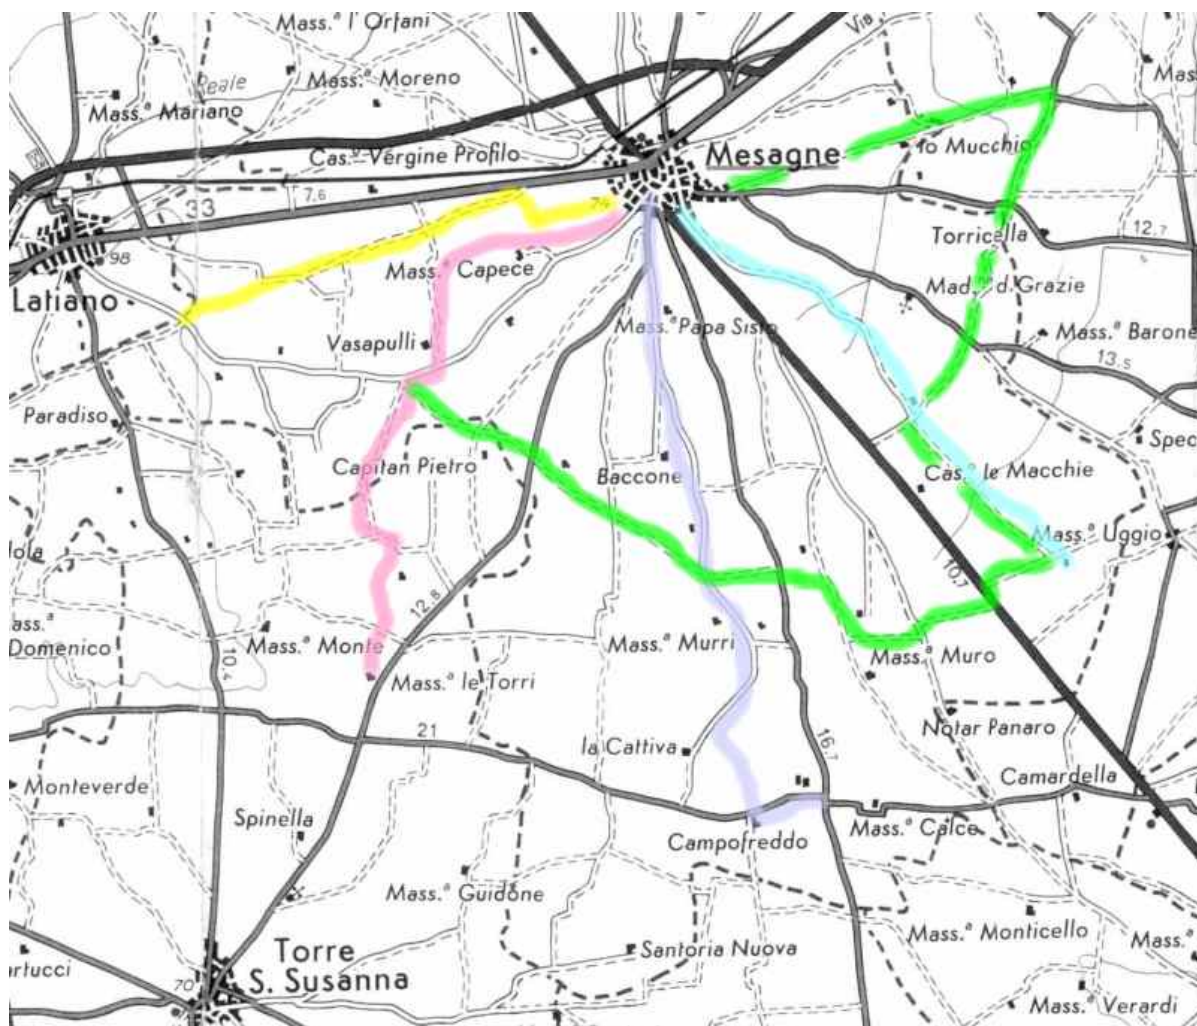 Mass.ª l'Orfani
VIA
Reale
Mass.ª Moreno
Mass.ª Mariano
Cas.ª Vergine Profilo
Mesagne
lo Mucchio
7.6
33
74
98
Torricella
12.7
Latiano
Mass.ª Capece
Mad.ⁿª d. Grazie
Vasapulli
Mass.ª Papa Sisto
Mass.ª Barone
13.5
Paradiso
Capitan Pietro
Baccone
Cas.ª le Macchie
Spec
Mass.ª Uggio
10.7
12.8
ass.ª
Domenico
Mass.ª Monte
Mass.ª Murri
Mass.ª Muro
10.4
Mass.ª le Torri
Notar Panaro
21
la Cattiva
16.7
Camardella
Monteverde
Spinella
Campofreddo
Mass.ª Calce
Mass.ª Guidone
Mass.ª Monticello
Mass.ª
Santoria Nuova
Torre
S. Susanna
artucci
70
Mass.ª Verardi